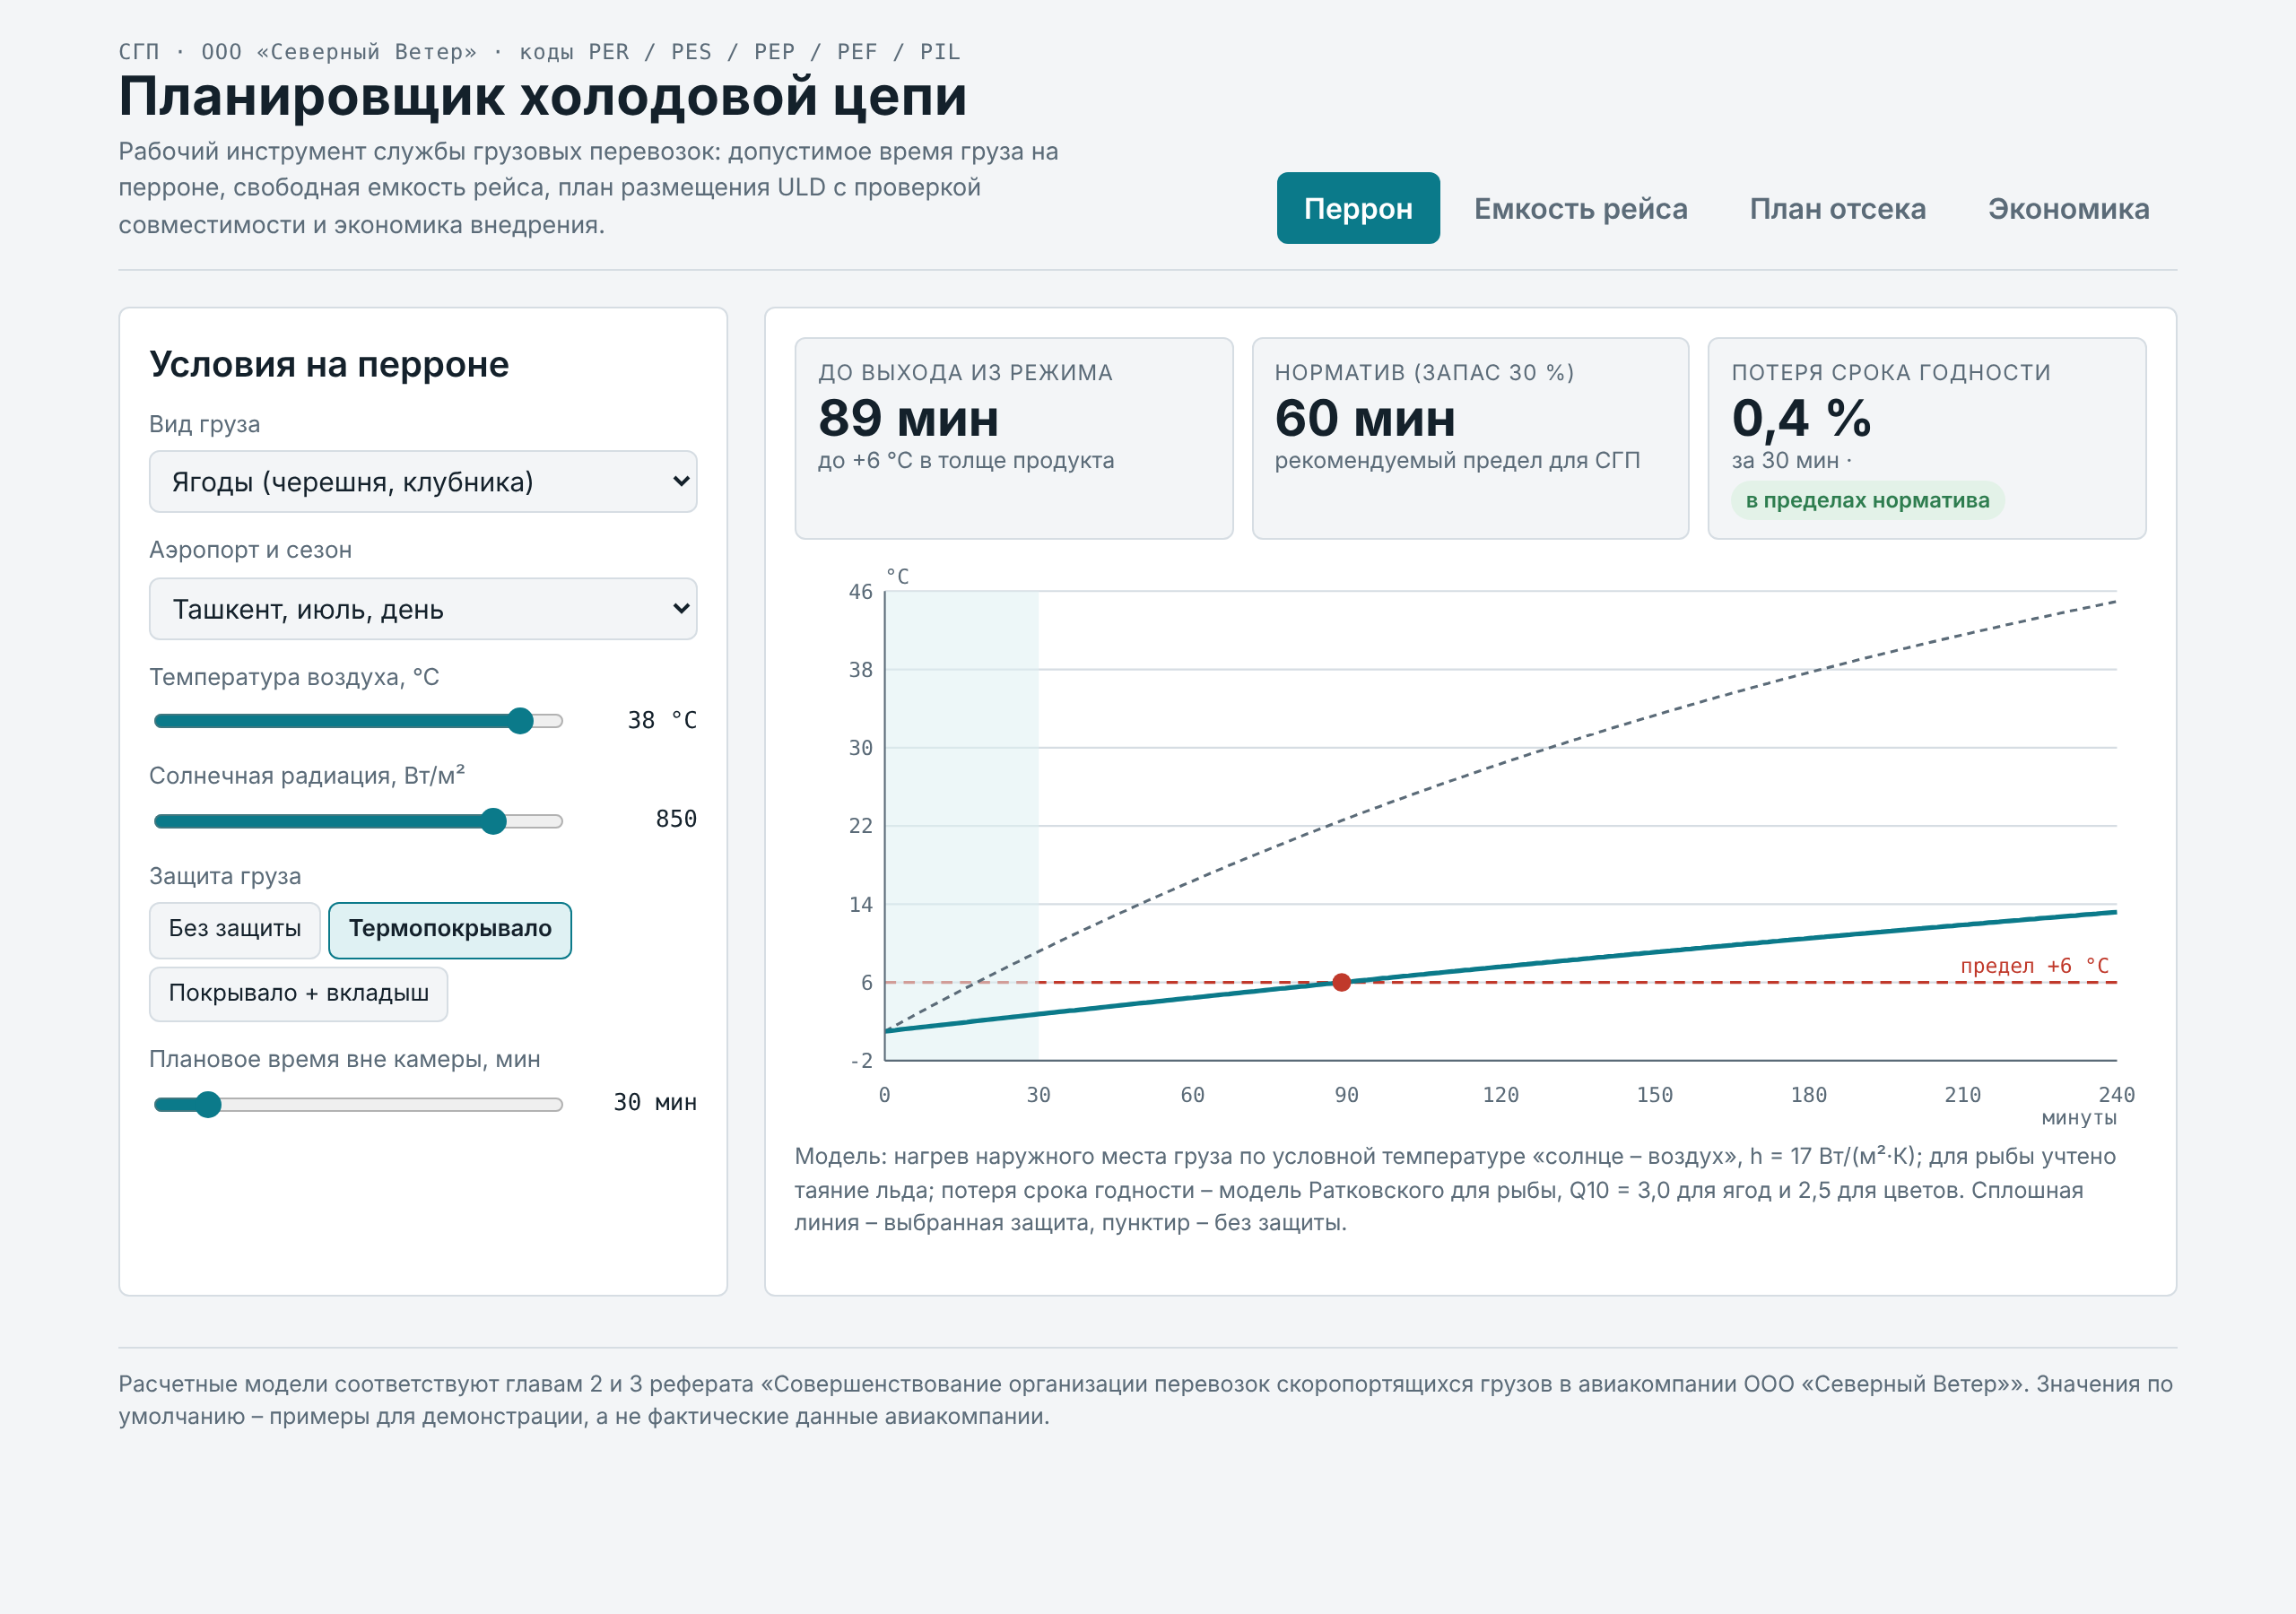 СГП · ООО «Северный Ветер» · коды PER / PES / PEP / PEF / PIL
Планировщик холодовой цепи
Рабочий инструмент службы грузовых перевозок: допустимое время груза на
перроне, свободная емкость рейса, план размещения ULD с проверкой
совместимости и экономика внедрения.
Перрон
Емкость рейса
План отсека
Экономика
Условия на перроне
Вид груза
Ягоды (черешня, клубника)
Аэропорт и сезон
Ташкент, июль, день
Температура воздуха, °C
38 °C
Солнечная радиация, Вт/м²
850
Защита груза
Без защиты
Термопокрывало
Покрывало + вкладыш
Плановое время вне камеры, мин
30 мин
ДО ВЫХОДА ИЗ РЕЖИМА
89 мин
до +6 °C в толще продукта
НОРМАТИВ (ЗАПАС 30 %)
60 мин
рекомендуемый предел для СГП
ПОТЕРЯ СРОКА ГОДНОСТИ
0,4 %
за 30 мин ·
в пределах норматива
°C
46
38
30
22
14
6
-2
предел +6 °C
0
30
60
90
120
150
180
210
240
минуты
Модель: нагрев наружного места груза по условной температуре «солнце – воздух», h = 17 Вт/(м²·К); для рыбы учтено
таяние льда; потеря срока годности – модель Ратковского для рыбы, Q10 = 3,0 для ягод и 2,5 для цветов. Сплошная
линия – выбранная защита, пунктир – без защиты.
Расчетные модели соответствуют главам 2 и 3 реферата «Совершенствование организации перевозок скоропортящихся грузов в авиакомпании ООО «Северный Ветер»». Значения по
умолчанию – примеры для демонстрации, а не фактические данные авиакомпании.